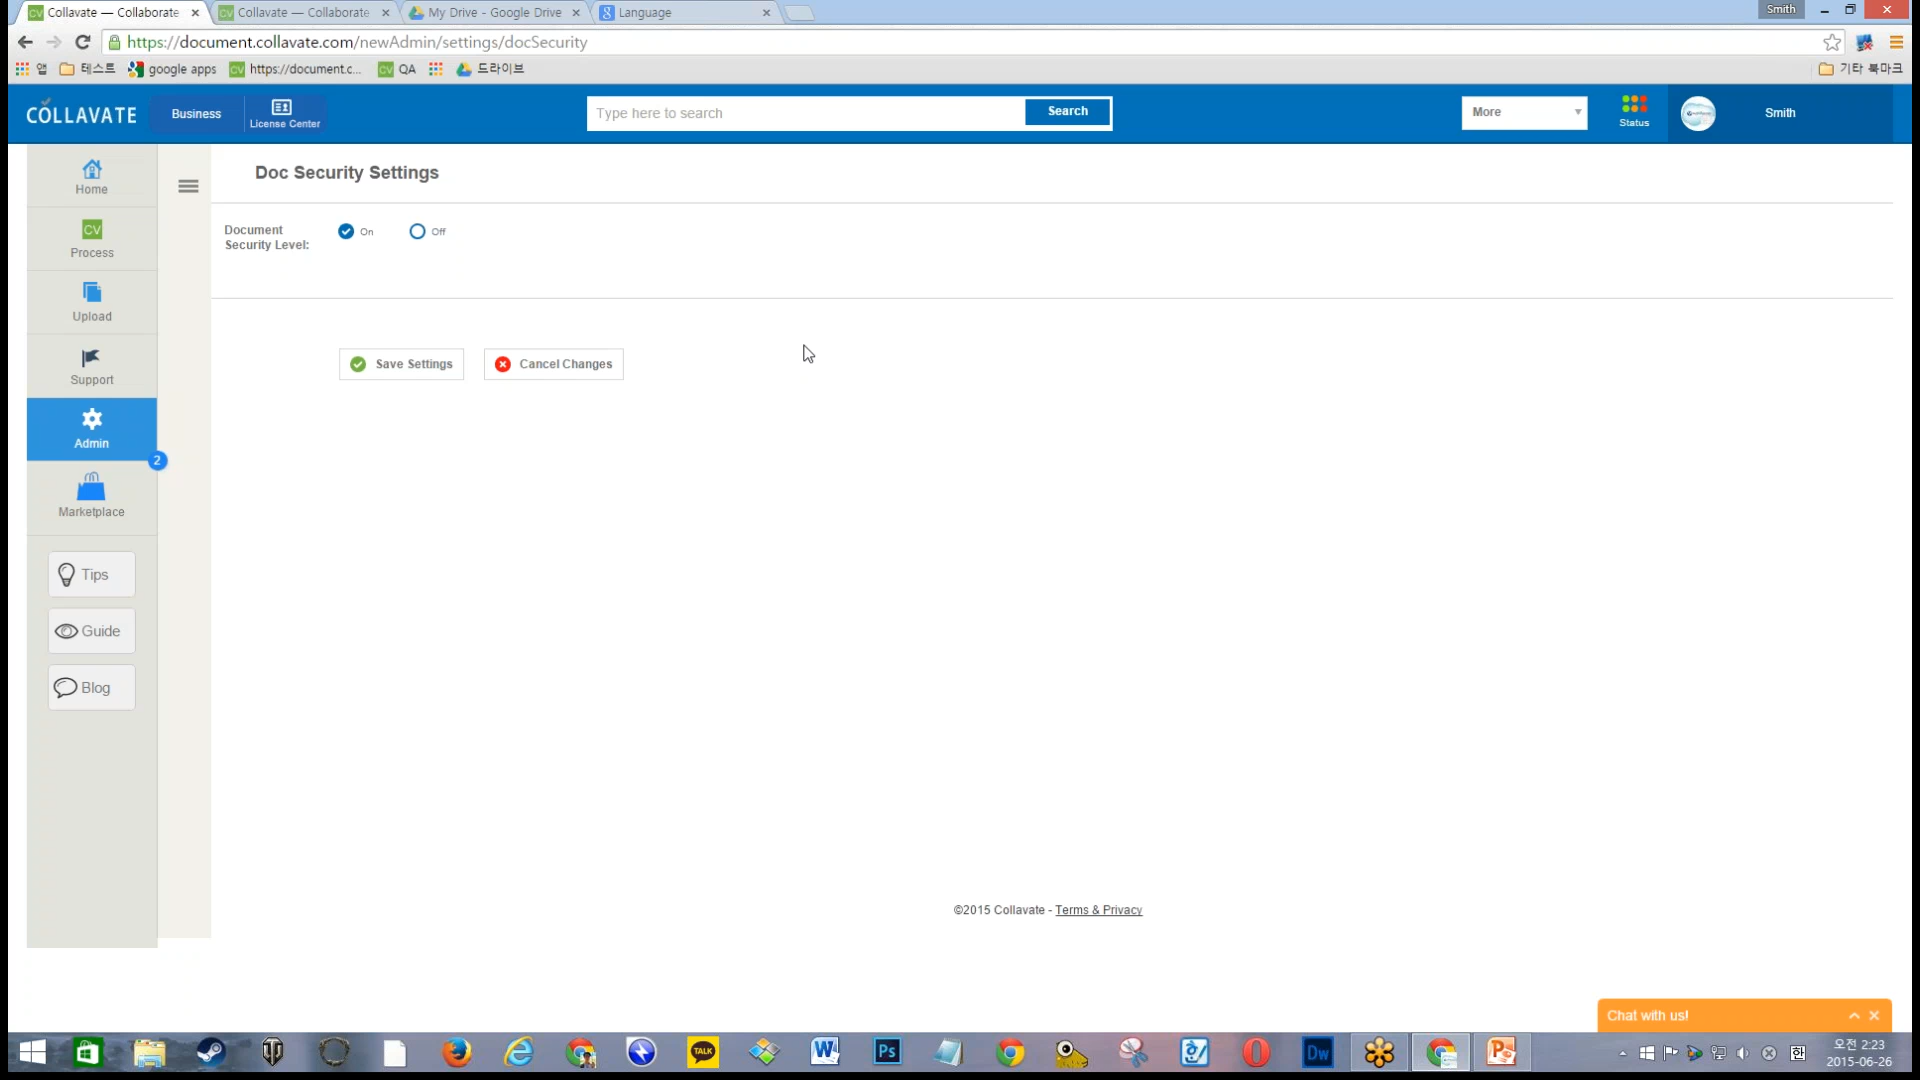 Collavate — Collaborate
Collavate — Collaborate
My Drive - Google Drive
Language
Smith
https://document.collavate.com/newAdmin/settings/docSecurity
앱
테스트
google apps
https://document.c...
QA
드라이브
기타 북마크
COLLAVATE
Business
License Center
Type here to search
Search
More
Status
Smith
Home
Doc Security Settings
Document
Security Level:
On
Off
CV
Process
Upload
Support
Save Settings
Cancel Changes
Admin
2
Marketplace
Tips
Guide
Blog
©2015 Collavate - Terms & Privacy
Chat with us!
TALK
Ps
Dw
한
오전 2:23
2015-06-26